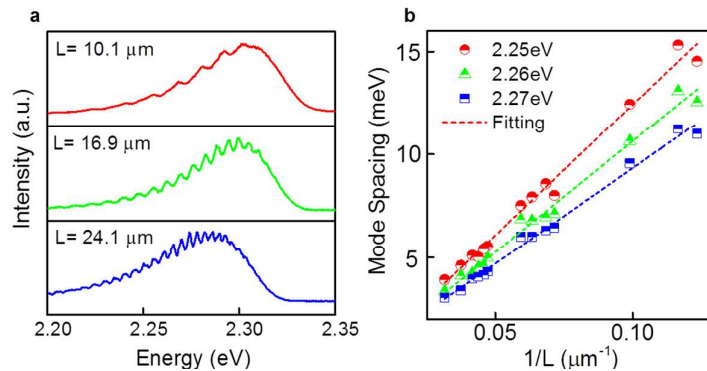 a
L= 10.1 μm
L= 16.9 μm
L= 24.1 μm
Intensity (a.u.)
2.20 2.25 2.30 2.35
Energy (eV)
b
15
10
5
2.25eV
2.26eV
2.27eV
Fitting
Mode Spacing (meV)
0.05 0.10
1/L (μm⁻¹)